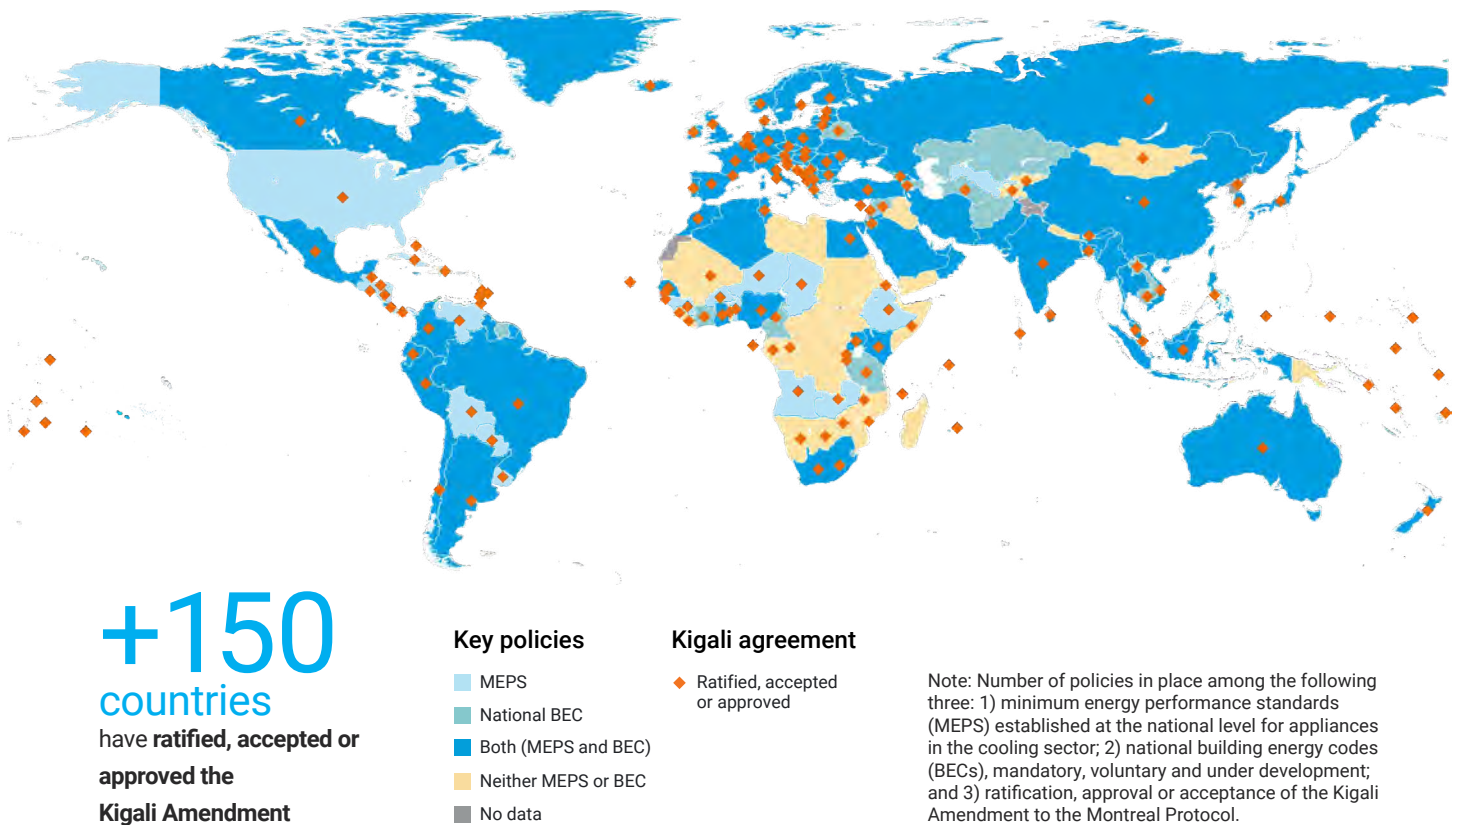 +150
countries
have ratified, accepted or
approved the
Kigali Amendment
Key policies
MEPS
National BEC
Both (MEPS and BEC)
Neither MEPS or BEC
No data
Kigali agreement
Ratified, accepted
or approved
Note: Number of policies in place among the following
three: 1) minimum energy performance standards
(MEPS) established at the national level for appliances
in the cooling sector; 2) national building energy codes
(BECs), mandatory, voluntary and under development;
and 3) ratification, approval or acceptance of the Kigali
Amendment to the Montreal Protocol.